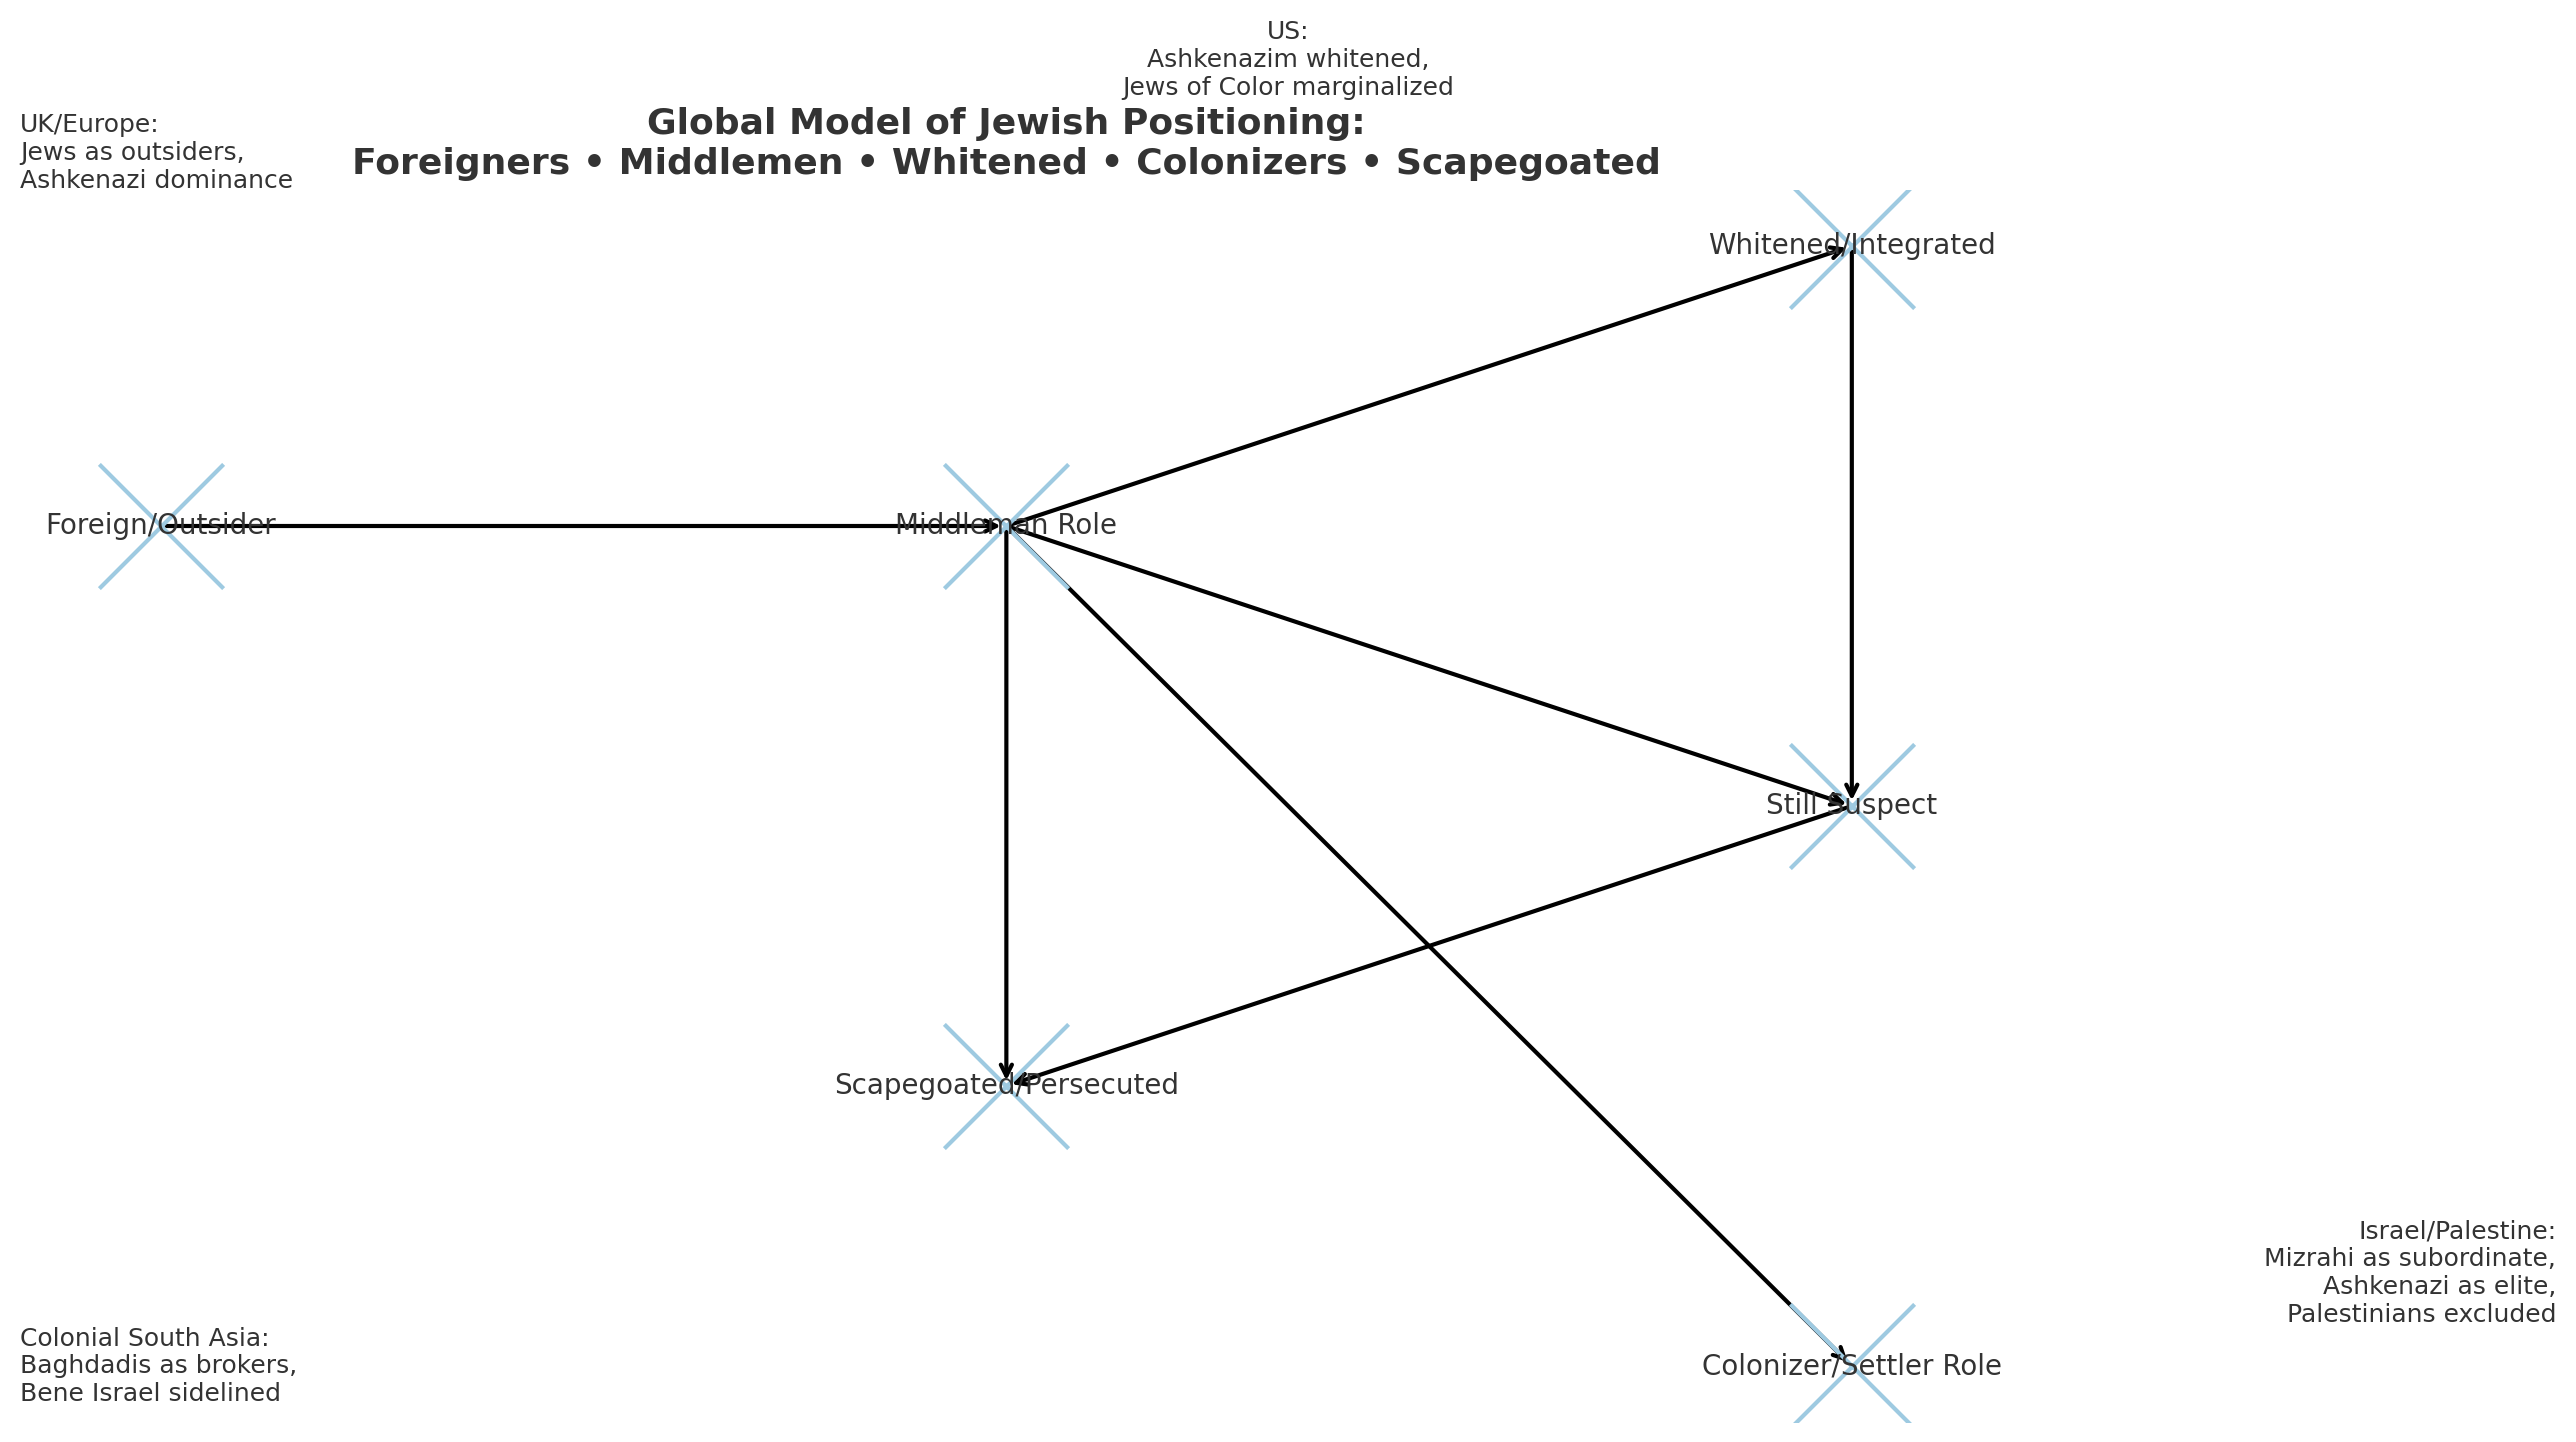 US:
Ashkenazim whitened,
Jews of Color marginalized
Global Model of Jewish Positioning:
Foreigners • Middlemen • Whitened • Colonizers • Scapegoated
UK/Europe:
Jews as outsiders,
Ashkenazi dominance
Whitened/Integrated
Foreign/Outsider
Middleman Role
Still Suspect
Scapegoated/Persecuted
Colonizer/Settler Role
Israel/Palestine:
Mizrahi as subordinate,
Ashkenazi as elite,
Palestinians excluded
Colonial South Asia:
Baghdadis as brokers,
Bene Israel sidelined